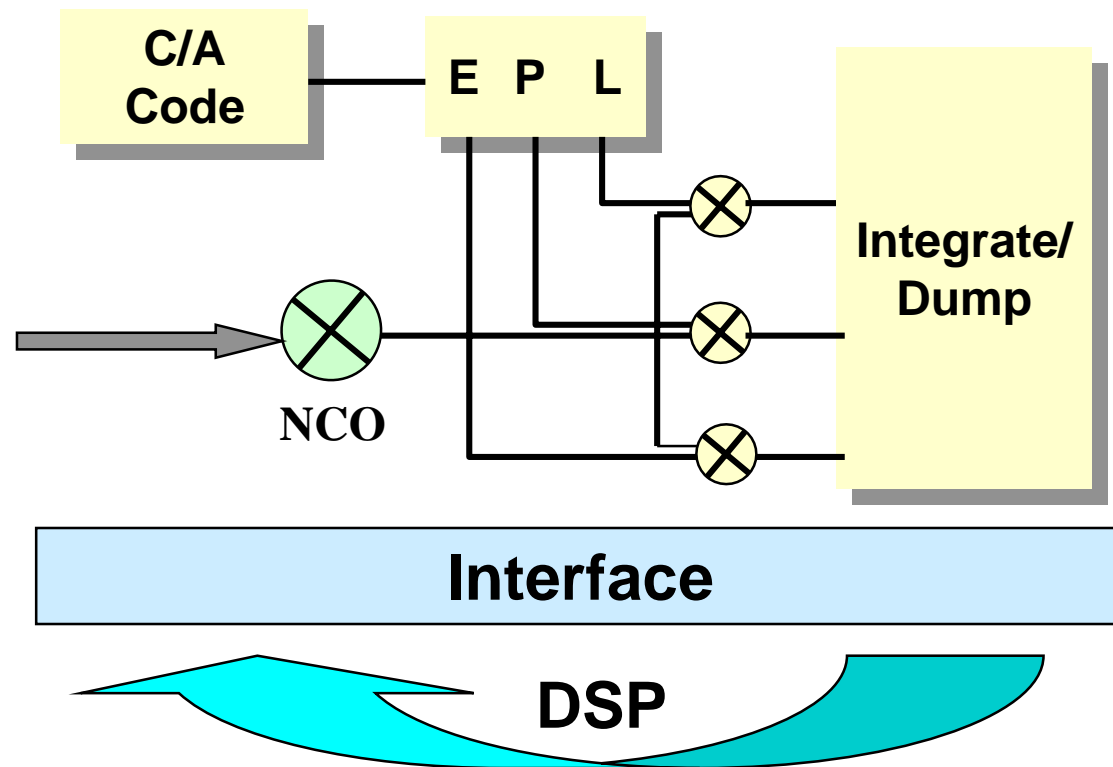 C/A
Code
E P L
Integrate/
Dump
NCO
Interface
DSP